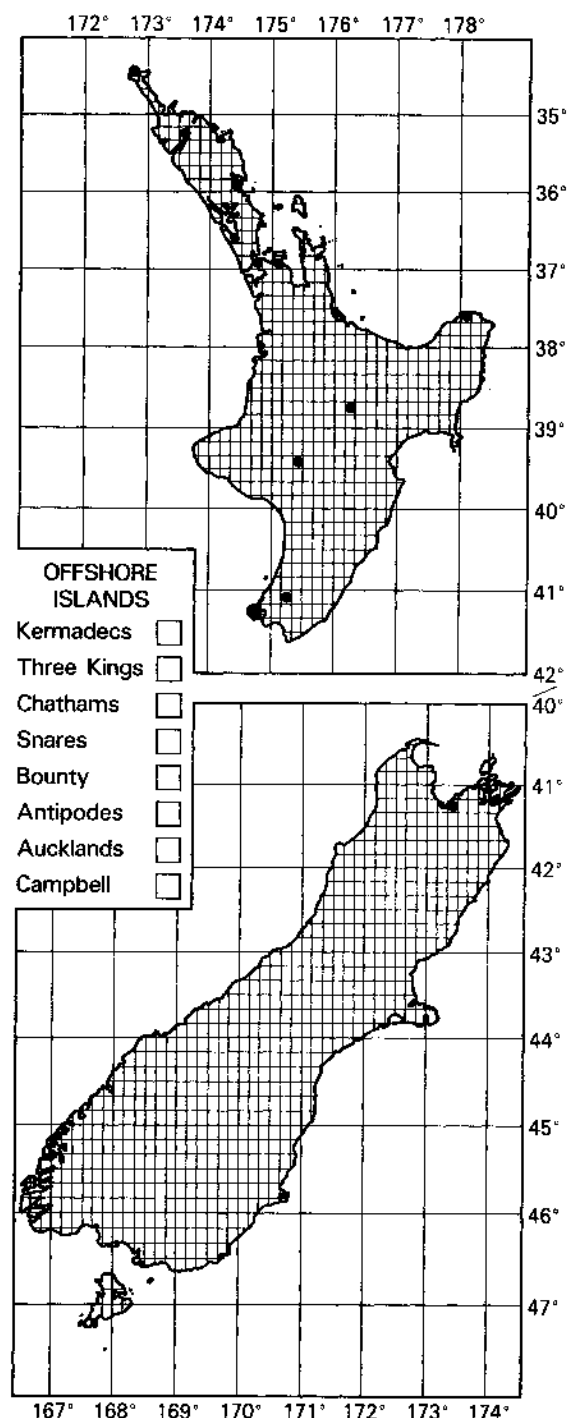 172° 173° 174° 175° 176° 177° 178°
35°
36°
37°
38°
39°
40°
41°
42°
OFFSHORE
ISLANDS
Kermadecs
Three Kings
Chathams
Snares
Bounty
Antipodes
Aucklands
Campbell
40°
41°
42°
43°
44°
45°
46°
47°
167° 168° 169° 170° 171° 172° 173° 174°